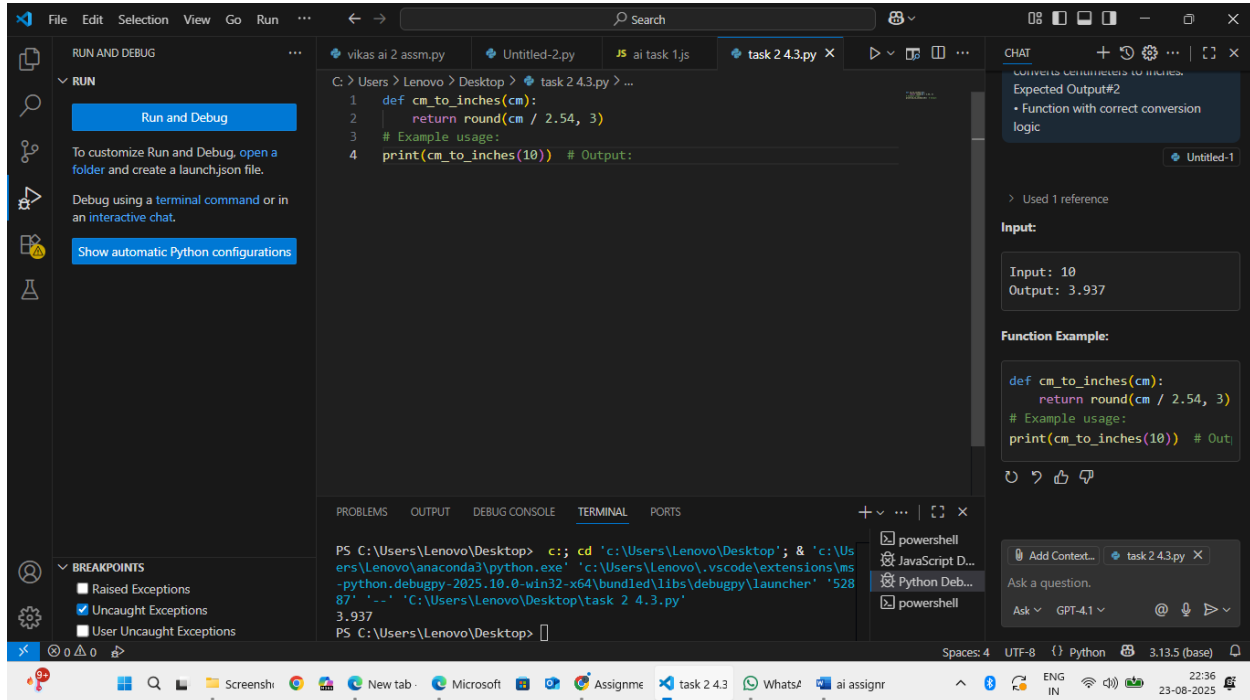 File Edit Selection View Go Run ··· Search
RUN AND DEBUG ···
RUN
Run and Debug
To customize Run and Debug, open a
folder and create a launch.json file.
Debug using a terminal command or in
an interactive chat.
Show automatic Python configurations
BREAKPOINTS
Raised Exceptions
Uncaught Exceptions
User Uncaught Exceptions
vikas ai 2 assm.py Untitled-2.py JS ai task 1.js task 2 4.3.py
C: > Users > Lenovo > Desktop > task 2 4.3.py > ...
1 def cm_to_inches(cm):
2 return round(cm / 2.54, 3)
3 # Example usage:
4 print(cm_to_inches(10)) # Output:
PROBLEMS OUTPUT DEBUG CONSOLE TERMINAL PORTS
PS C:\Users\Lenovo\Desktop> c:; cd 'c:\Users\Lenovo\Desktop'; & 'c:\Us
ers\Lenovo\anaconda3\python.exe' 'c:\Users\Lenovo\.vscode\extensions\ms
-python.debugpy-2025.10.0-win32-x64\bundled\libs\debugpy\launcher' '528
87' '--' 'C:\Users\Lenovo\Desktop\task 2 4.3.py'
3.937
PS C:\Users\Lenovo\Desktop>
powershell
JavaScript D...
Python Deb...
powershell
CHAT
converts centimeters to inches.
Expected Output#2
• Function with correct conversion
logic
Untitled-1
> Used 1 reference
Input:
Input: 10
Output: 3.937
Function Example:
def cm_to_inches(cm):
return round(cm / 2.54, 3)
# Example usage:
print(cm_to_inches(10)) # Out
Add Context... task 2 4.3.py
Ask a question.
Ask GPT-4.1
0 0 0 Spaces: 4 UTF-8 {} Python 3.13.5 (base)
9+ Screensh New tab - Microsoft Assignme task 2 4.3 WhatsA ai assignr ENG IN 22:36 23-08-2025